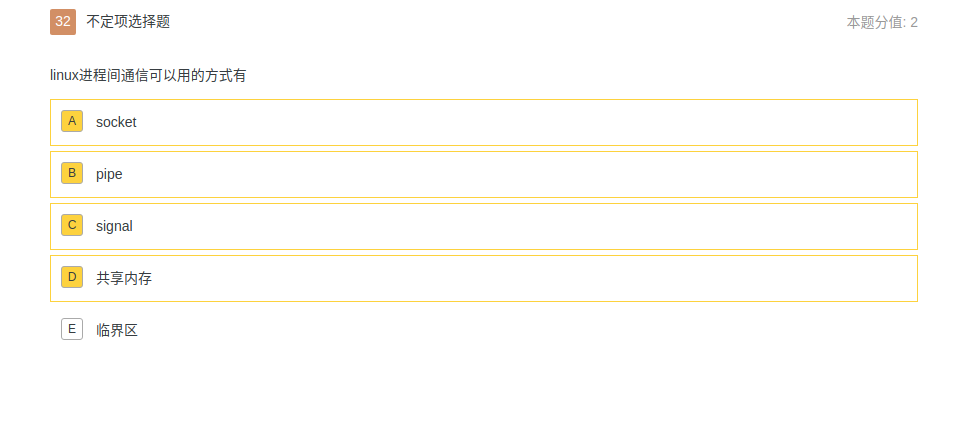 32 不定项选择题 本题分值: 2
linux进程间通信可以用的方式有
A socket
B pipe
C signal
D 共享内存
E 临界区